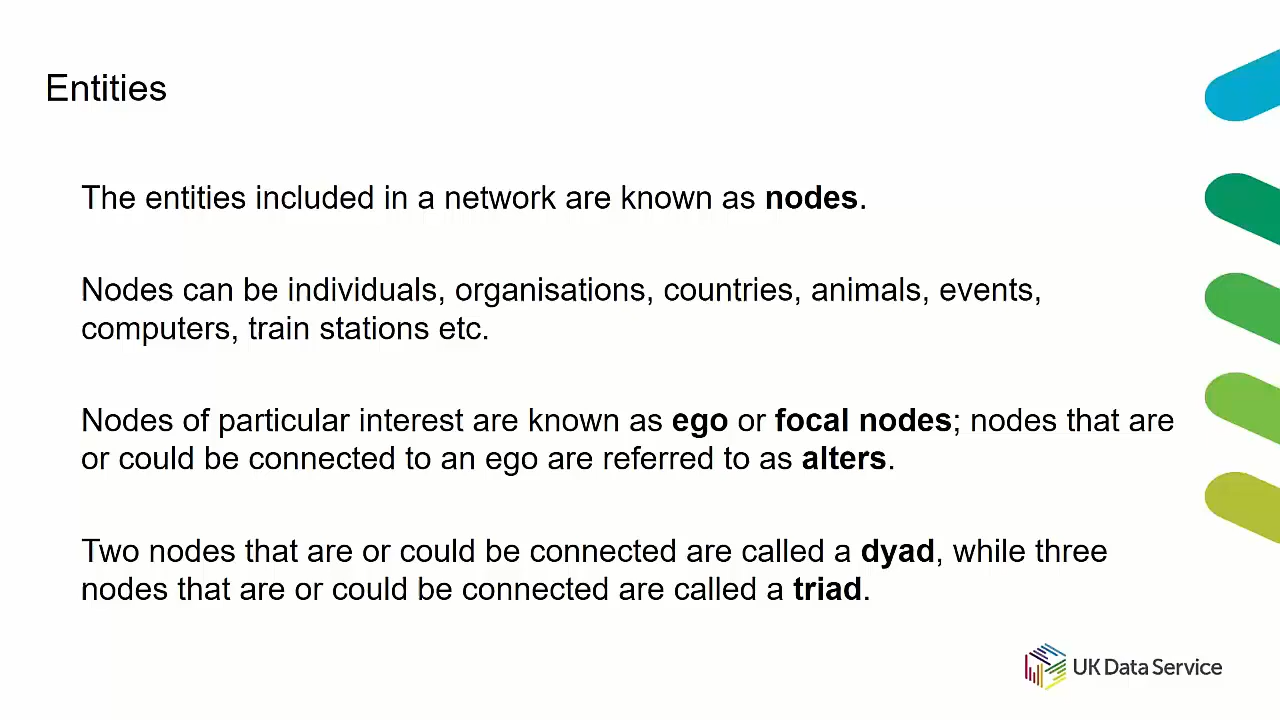 Entities
The entities included in a network are known as nodes.
Nodes can be individuals, organisations, countries, animals, events,
computers, train stations etc.
Nodes of particular interest are known as ego or focal nodes; nodes that are
or could be connected to an ego are referred to as alters.
Two nodes that are or could be connected are called a dyad, while three
nodes that are or could be connected are called a triad.
UK Data Service